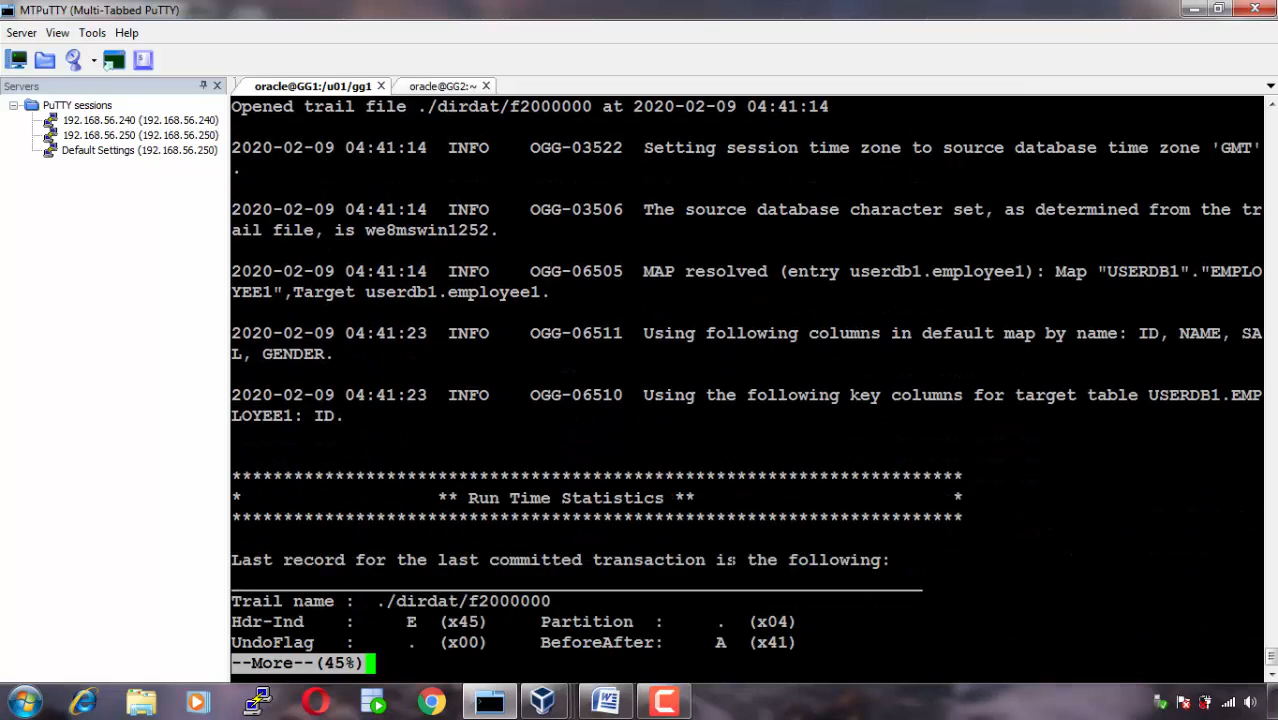 MTPuTTY (Multi-Tabbed PuTTY)
Server View Tools Help
Servers
oracle@GG1:/u01/gg1 oracle@GG2:~
PuTTY sessions
192.168.56.240 (192.168.56.240)
192.168.56.250 (192.168.56.250)
Default Settings (192.168.56.250)
Opened trail file ./dirdat/f2000000 at 2020-02-09 04:41:14
2020-02-09 04:41:14 INFO OGG-03522 Setting session time zone to source database time zone 'GMT'
.
2020-02-09 04:41:14 INFO OGG-03506 The source database character set, as determined from the tr
ail file, is we8mswin1252.
2020-02-09 04:41:14 INFO OGG-06505 MAP resolved (entry userdb1.employee1): Map "USERDB1"."EMPLO
YEE1",Target userdb1.employee1.
2020-02-09 04:41:23 INFO OGG-06511 Using following columns in default map by name: ID, NAME, SA
L, GENDER.
2020-02-09 04:41:23 INFO OGG-06510 Using the following key columns for target table USERDB1.EMP
LOYEE1: ID.
***********************************************************************
* ** Run Time Statistics ** *
***********************************************************************
Last record for the last committed transaction is the following:
___________________________________________________________________
Trail name : ./dirdat/f2000000
Hdr-Ind : E (x45) Partition : . (x04)
UndoFlag : . (x00) BeforeAfter: A (x41)
--More--(45%)